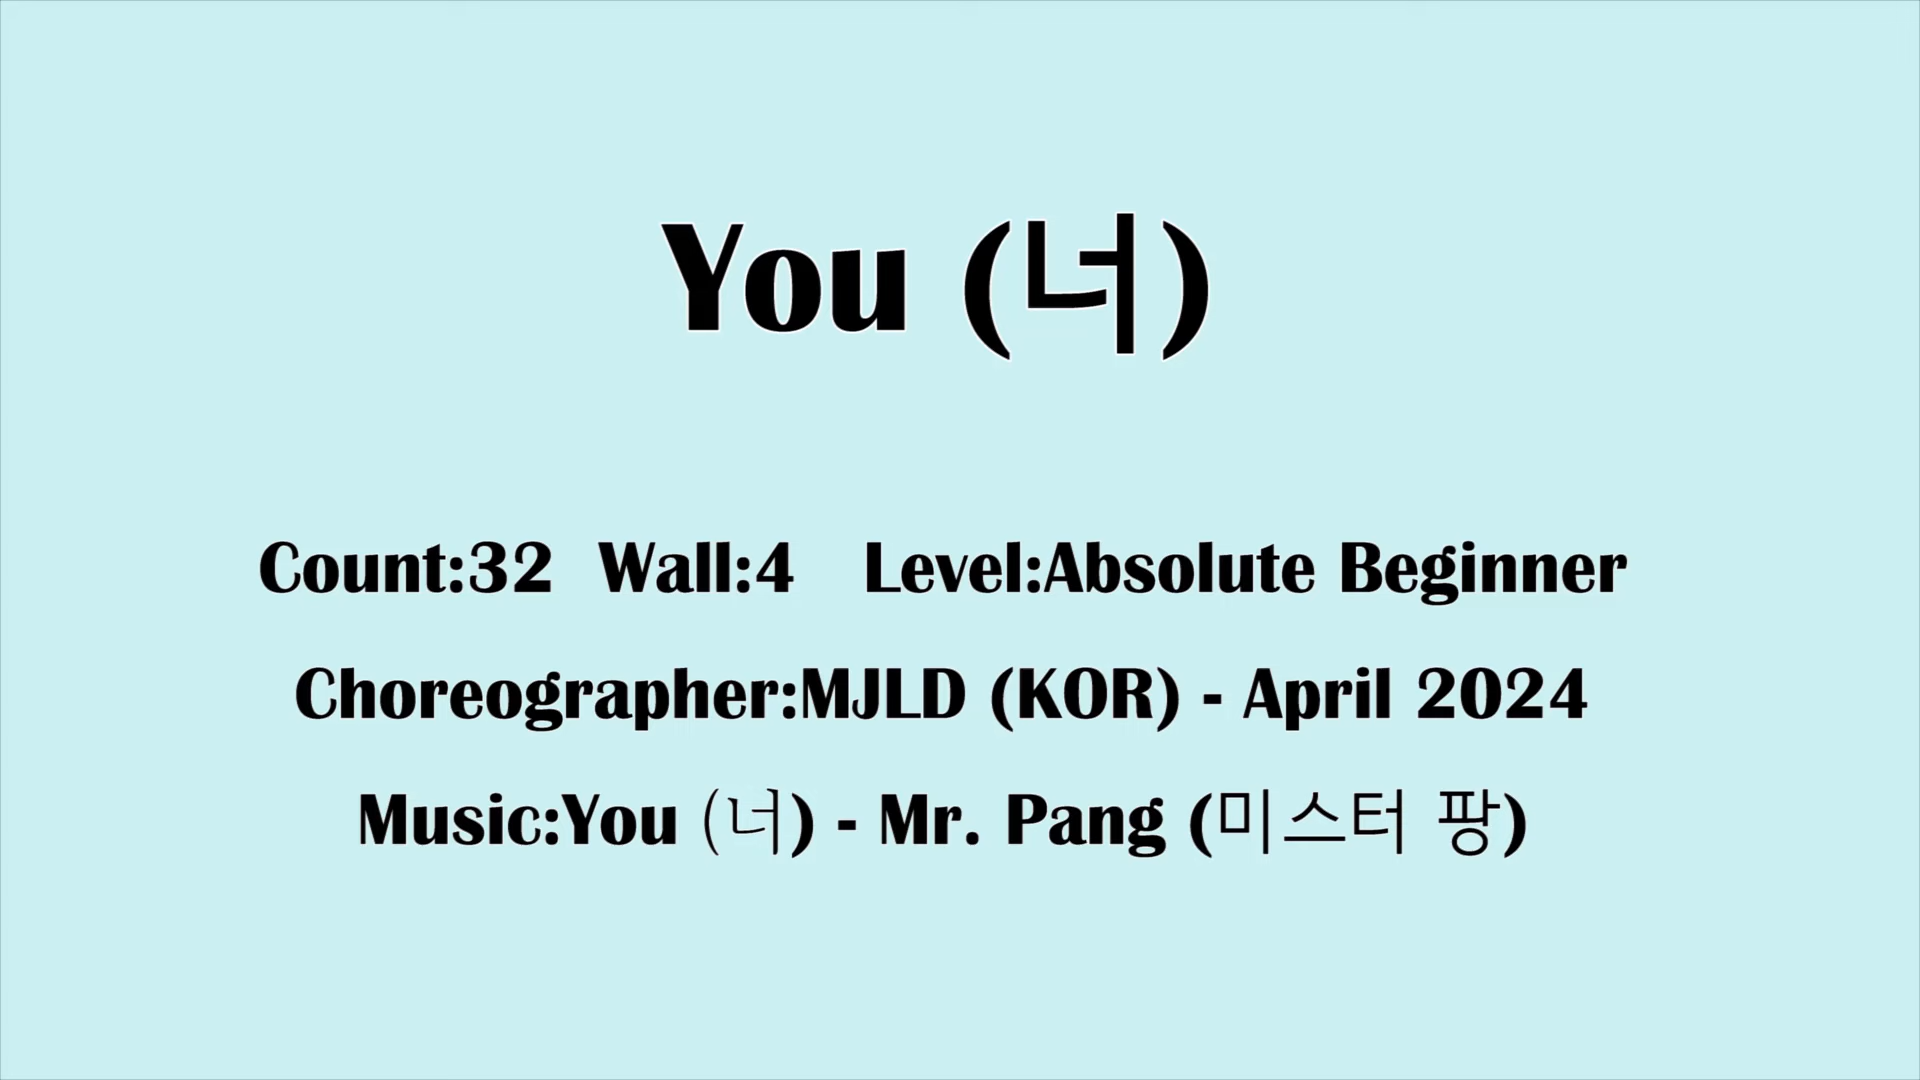 You (너)
Count:32 Wall:4 Level:Absolute Beginner
Choreographer:MJLD (KOR) - April 2024
Music:You (너) - Mr. Pang (미스터 팡)